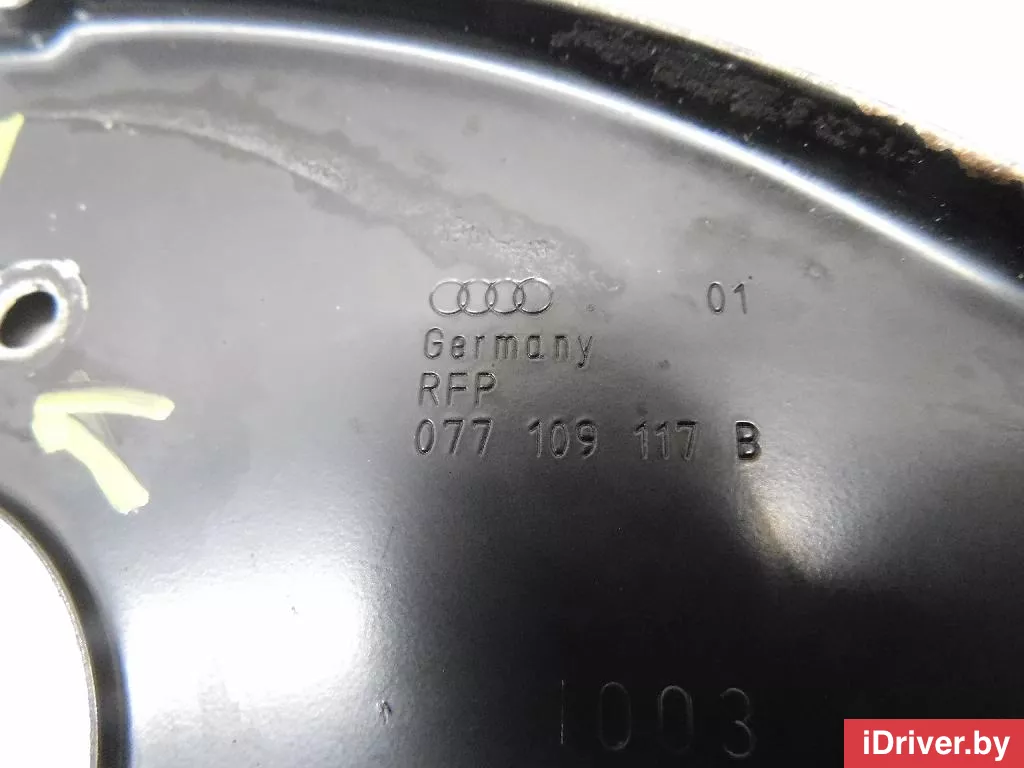 01
Germany
RFP
077 109 117 B
1003
iDriver.by